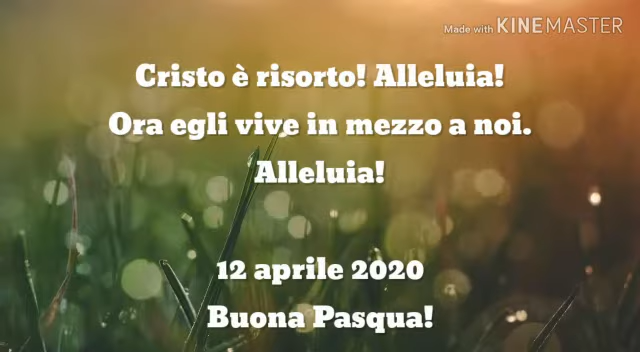 Made with KINEMASTER
Cristo è risorto! Alleluia!
Ora egli vive in mezzo a noi.
Alleluia!
12 aprile 2020
Buona Pasqua!